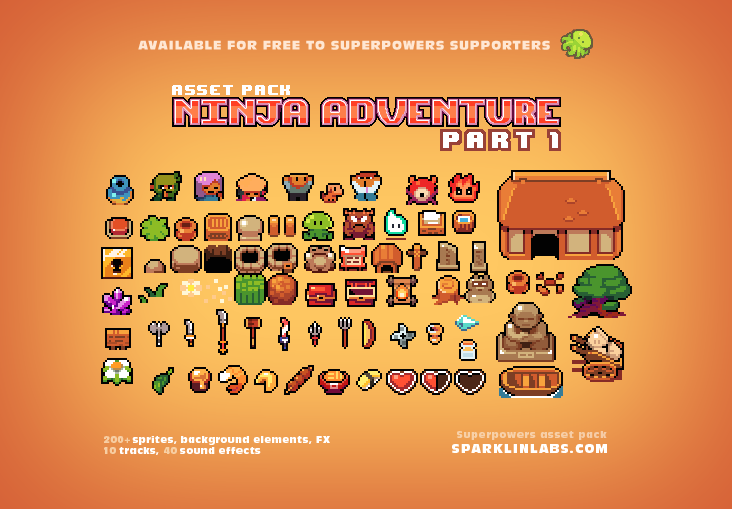 AVAILABLE FOR FREE TO SUPERPOWERS SUPPORTERS
ASSET PACK
NINJA ADVENTURE
PART 1
200+ sprites, background elements, FX
10 tracks, 40 sound effects
Superpowers asset pack
SPARKLINLABS.COM